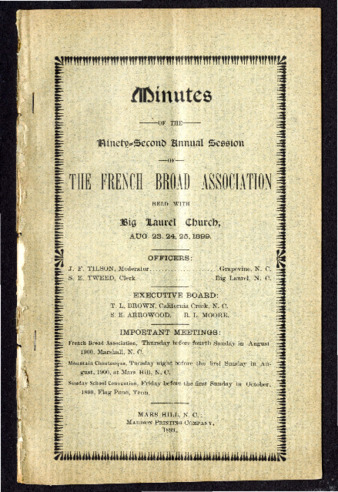 Minutes
OF THE
Ninety-Second Annual Session
OF
THE FRENCH BROAD ASSOCIATION
HELD WITH
Big Laurel Church,
AUG. 23, 24, 25, 1899.
OFFICERS:
J. F. TILSON, Moderator................Grapevine, N. C.
S. E. TWEED, Clerk Big Laurel, N. C.
EXECUTIVE BOARD:
T. L. BROWN, California Creek, N. C.
S. E. ARROWOOD. R. L. MOORE.
IMPORTANT MEETINGS:
French Broad Association, Thursday before fourth Sunday in August
1900, Marshall, N. C.
Mountain Chautauqua, Tuesday night before the first Sunday in Au-
gust, 1900, at Mars Hill, N. C.
Sunday School Convention, Friday before the first Sunday in October,
1899, Flag Pond, Tenn.
MARS HILL, N. C.:
MADISON PRINTING COMPANY,
1899.